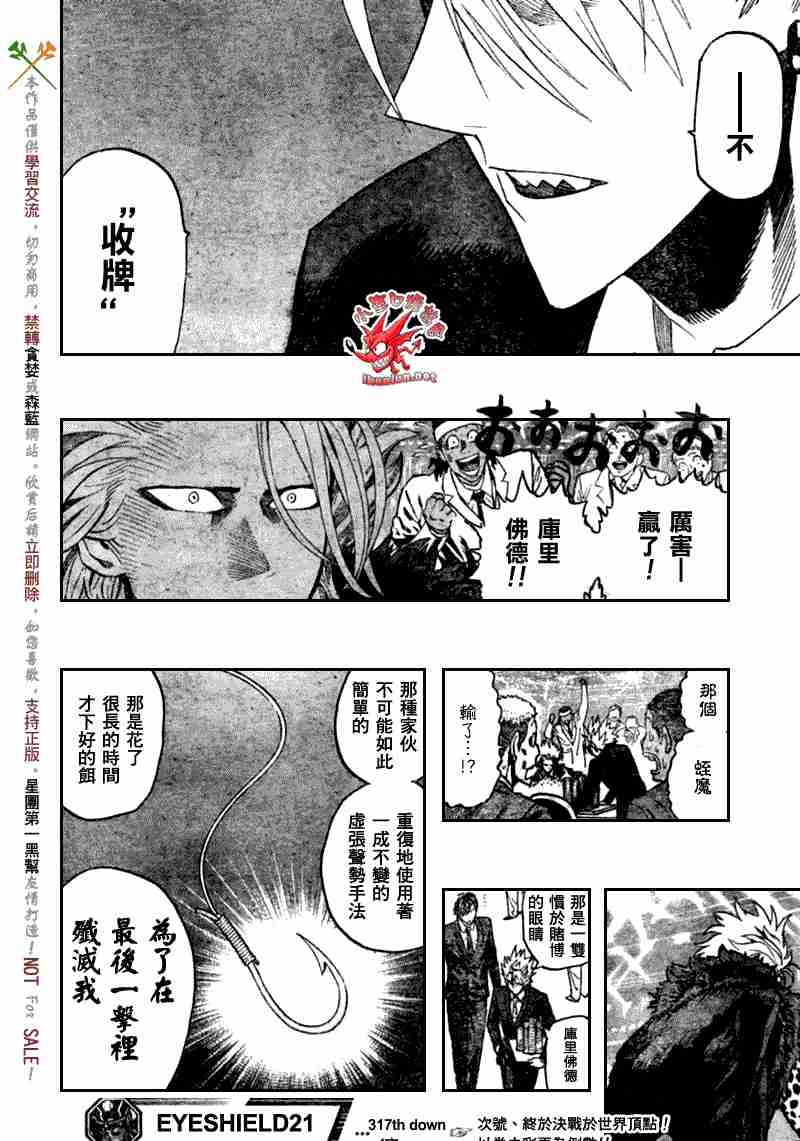 ——不
”收牌“
小寒口襖囝
ikanjan.net
おおおおお
厲害—
贏了！
庫里
佛德!!
那個
蛭魔
輸了…!?
那種家伙
不可能如此
簡單的
重復地使用著
一成不變的
虛張聲勢手法
那是花了
很長的時間
才下好的餌
為了在
最後一擊裡
殲滅我
那是一雙
慣於賭博
的眼睛
庫里佛德
本作品僅供學習交流，切勿商用，禁轉貪婪或森藍網站。欣賞后請立即刪除，如您喜歡，支持正版。星團第一黑幫友情打造！NOT For SALE！
EYESHIELD21
...317th down
次號、終於決戰於世界頂點！